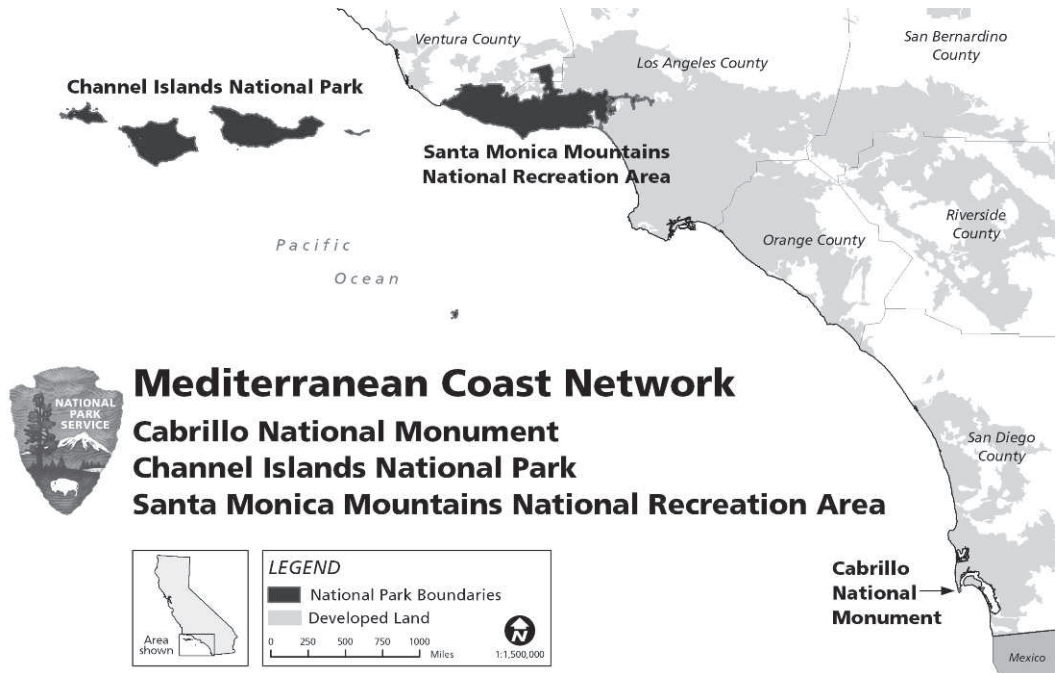 Ventura County
San Bernardino
County
Los Angeles County
Channel Islands National Park
Santa Monica Mountains
National Recreation Area
Riverside
County
Orange County
Pacific
Ocean
NATIONAL
PARK
SERVICE
Mediterranean Coast Network
Cabrillo National Monument
Channel Islands National Park
Santa Monica Mountains National Recreation Area
San Diego
County
Area
shown
LEGEND
National Park Boundaries
Developed Land
0 250 500 750 1000
Miles
N
1:1,500,000
Cabrillo
National
Monument
Mexico